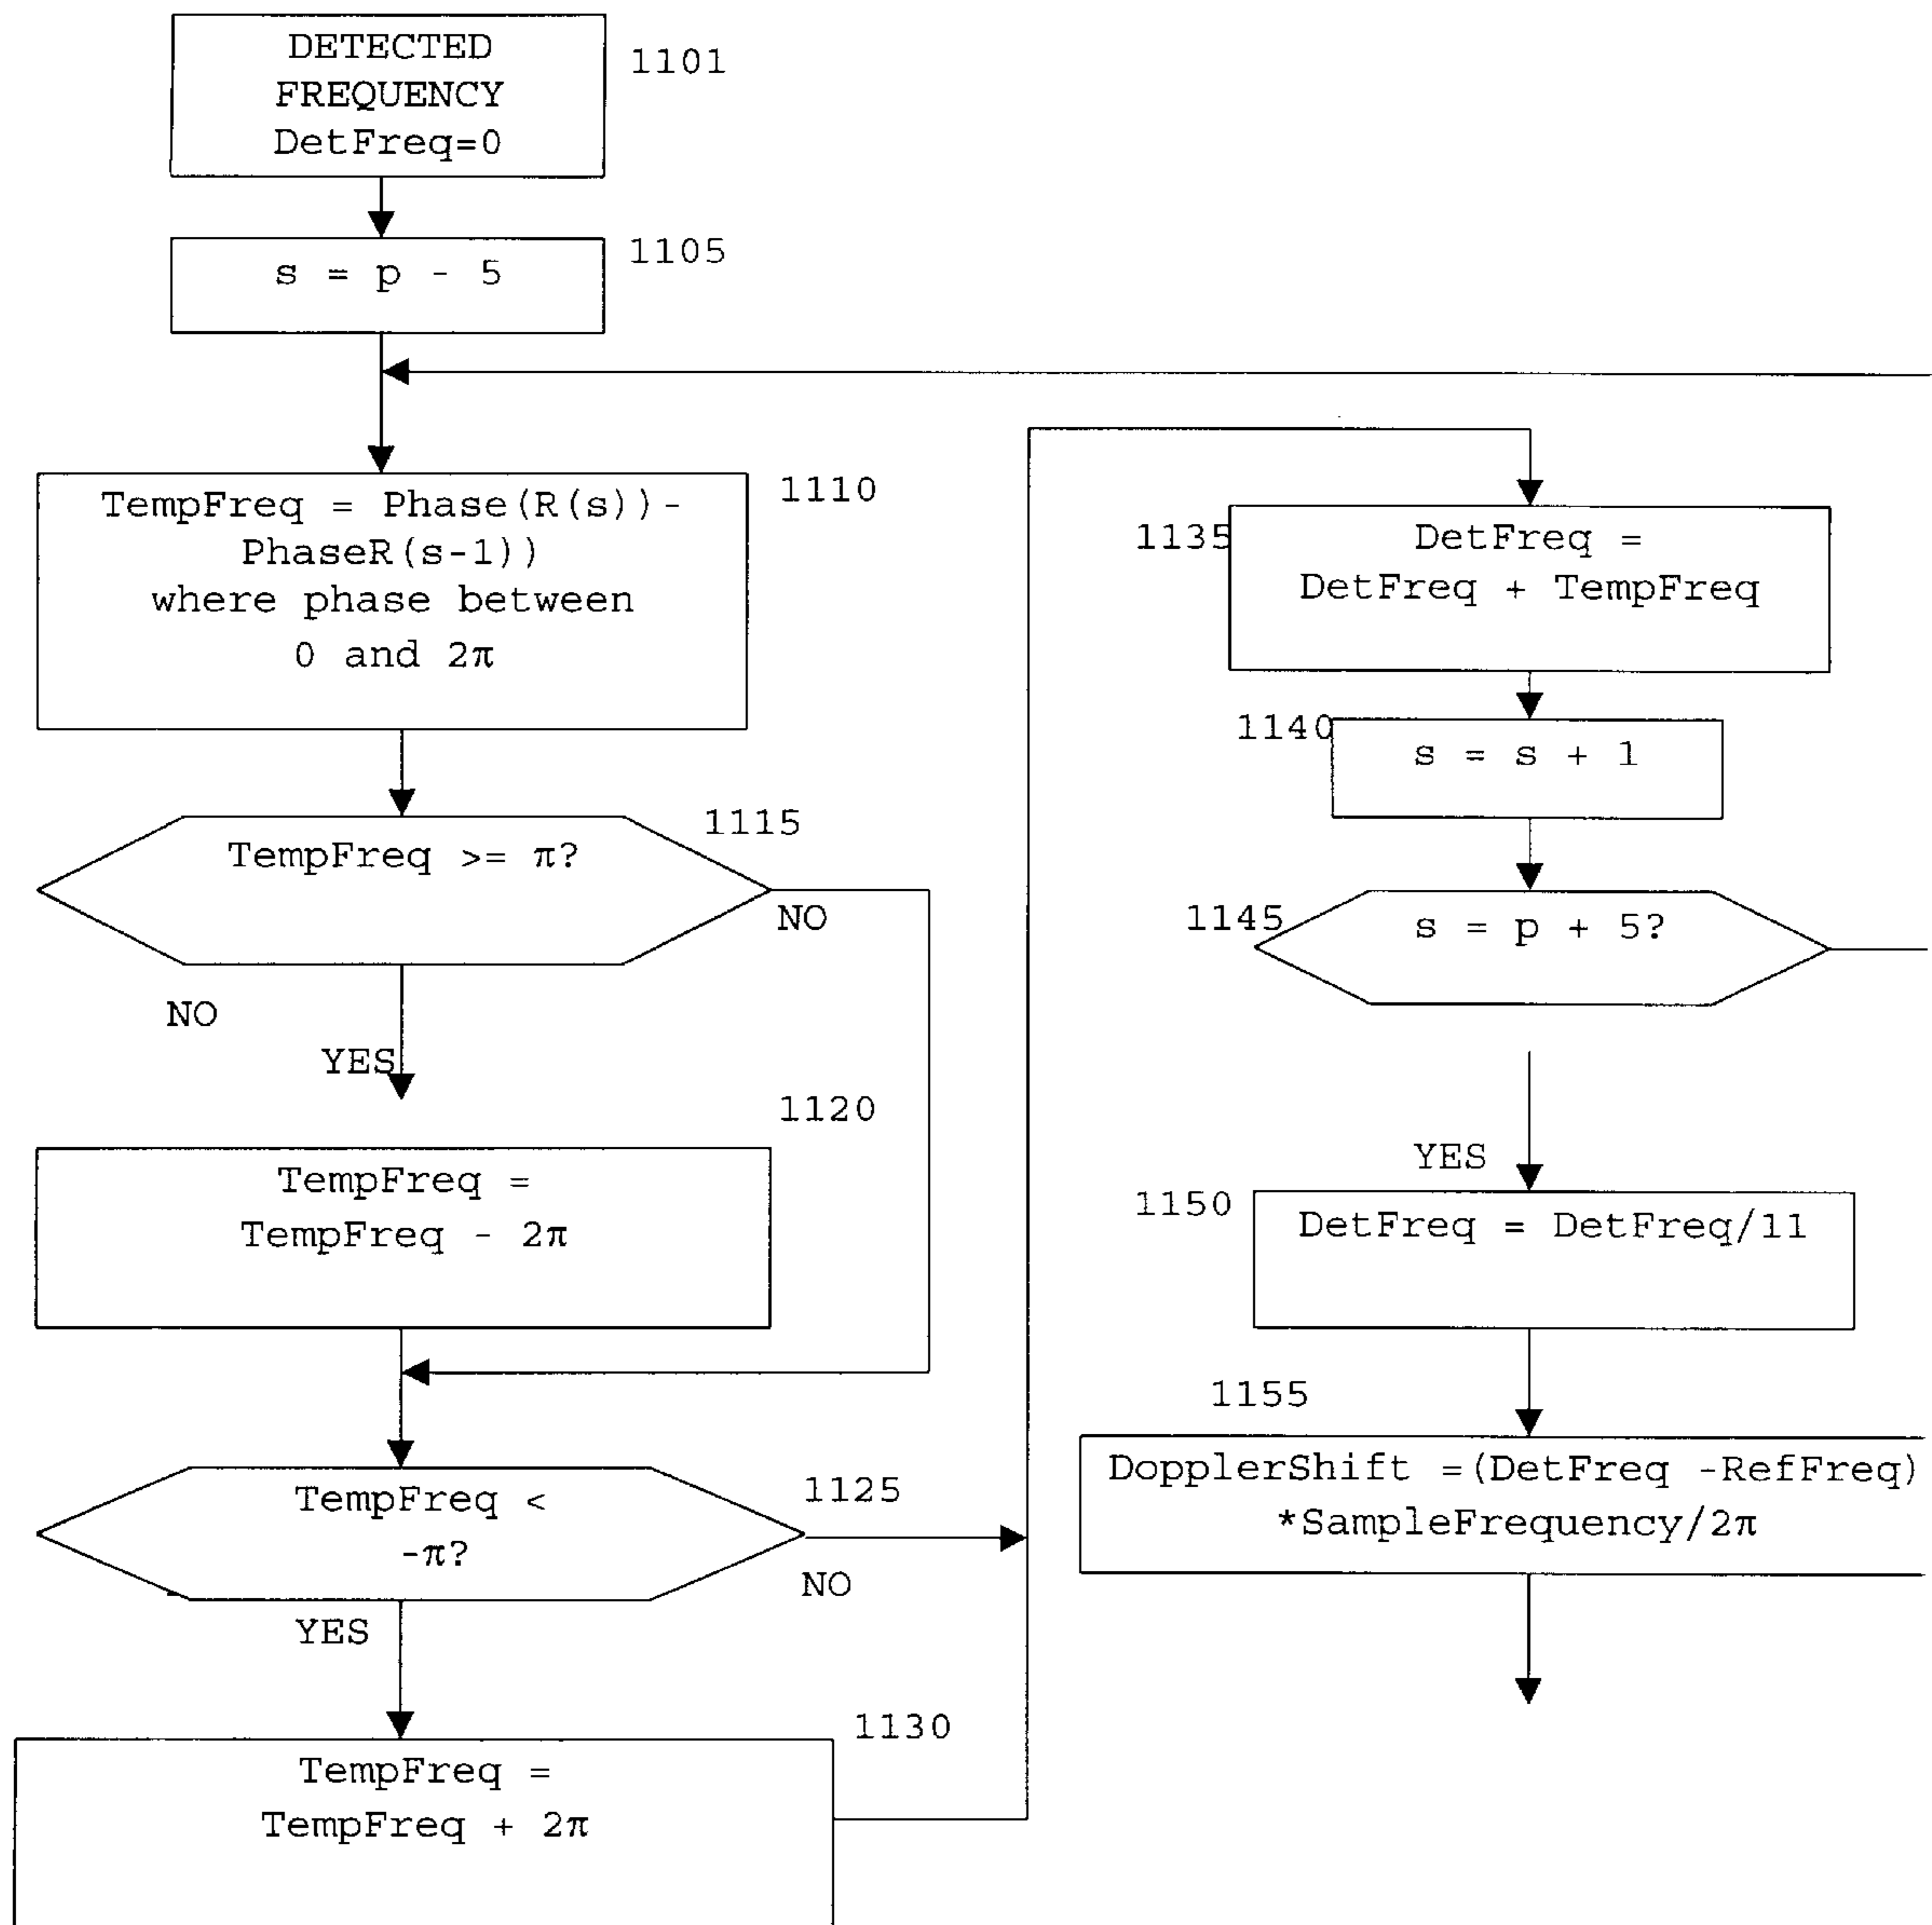 DETECTED
FREQUENCY
DetFreq=0
1101
s = p - 5
1105
TempFreq = Phase(R(s))-
PhaseR(s-1))
where phase between
0 and 2π
1110
TempFreq >= π?
1115
NO
NO
YES
1120
TempFreq =
TempFreq - 2π
TempFreq <
-π?
1125
NO
YES
1130
TempFreq =
TempFreq + 2π
1135
DetFreq =
DetFreq + TempFreq
1140
s = s + 1
1145
s = p + 5?
YES
1150
DetFreq = DetFreq/11
1155
DopplerShift =(DetFreq -RefFreq)
*SampleFrequency/2π